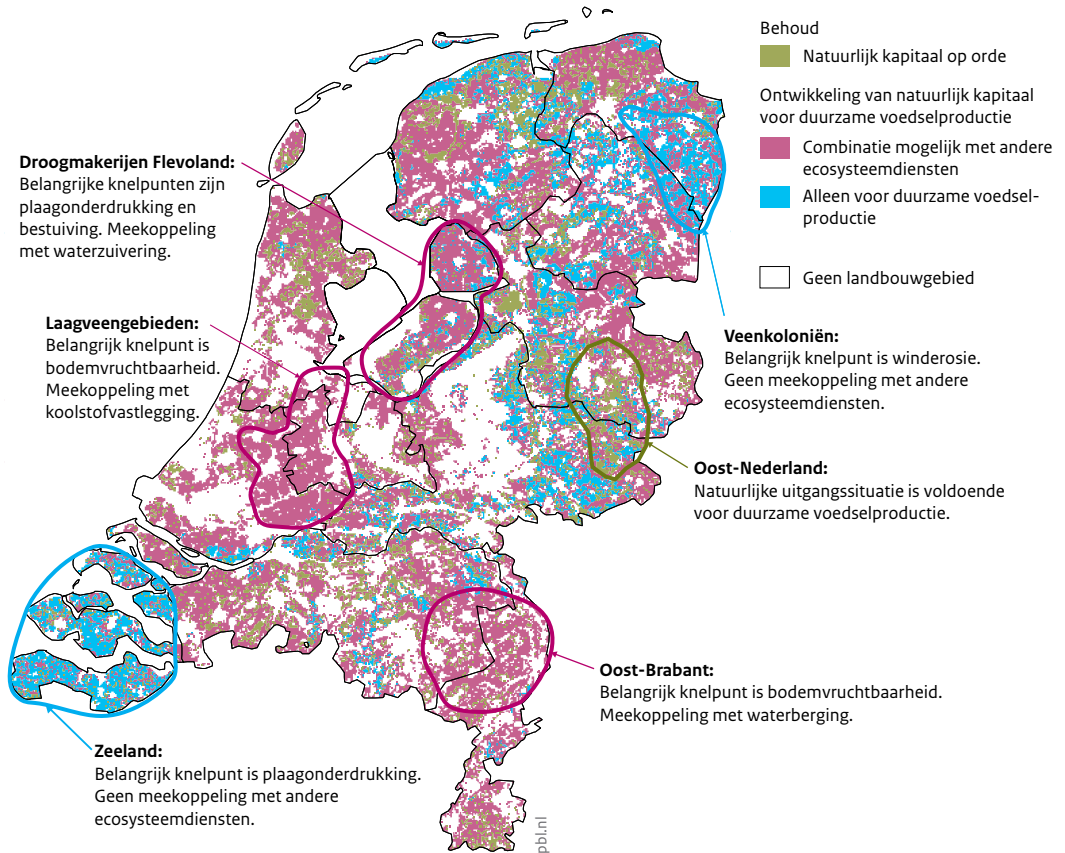 Behoud
Natuurlijk kapitaal op orde
Ontwikkeling van natuurlijk kapitaal
voor duurzame voedselproductie
Combinatie mogelijk met andere
ecosysteemdiensten
Alleen voor duurzame voedsel-
productie
Geen landbouwgebied
Droogmakerijen Flevoland:
Belangrijke knelpunten zijn
plaagonderdrukking en
bestuiving. Meekoppeling
met waterzuivering.
Laagveengebieden:
Belangrijk knelpunt is
bodemvruchtbaarheid.
Meekoppeling met
koolstofvastlegging.
Veenkoloniën:
Belangrijk knelpunt is winderosie.
Geen meekoppeling met andere
ecosysteemdiensten.
Oost-Nederland:
Natuurlijke uitgangssituatie is voldoende
voor duurzame voedselproductie.
Oost-Brabant:
Belangrijk knelpunt is bodemvruchtbaarheid.
Meekoppeling met waterberging.
Zeeland:
Belangrijk knelpunt is plaagonderdrukking.
Geen meekoppeling met andere
ecosysteemdiensten.
pbl.nl